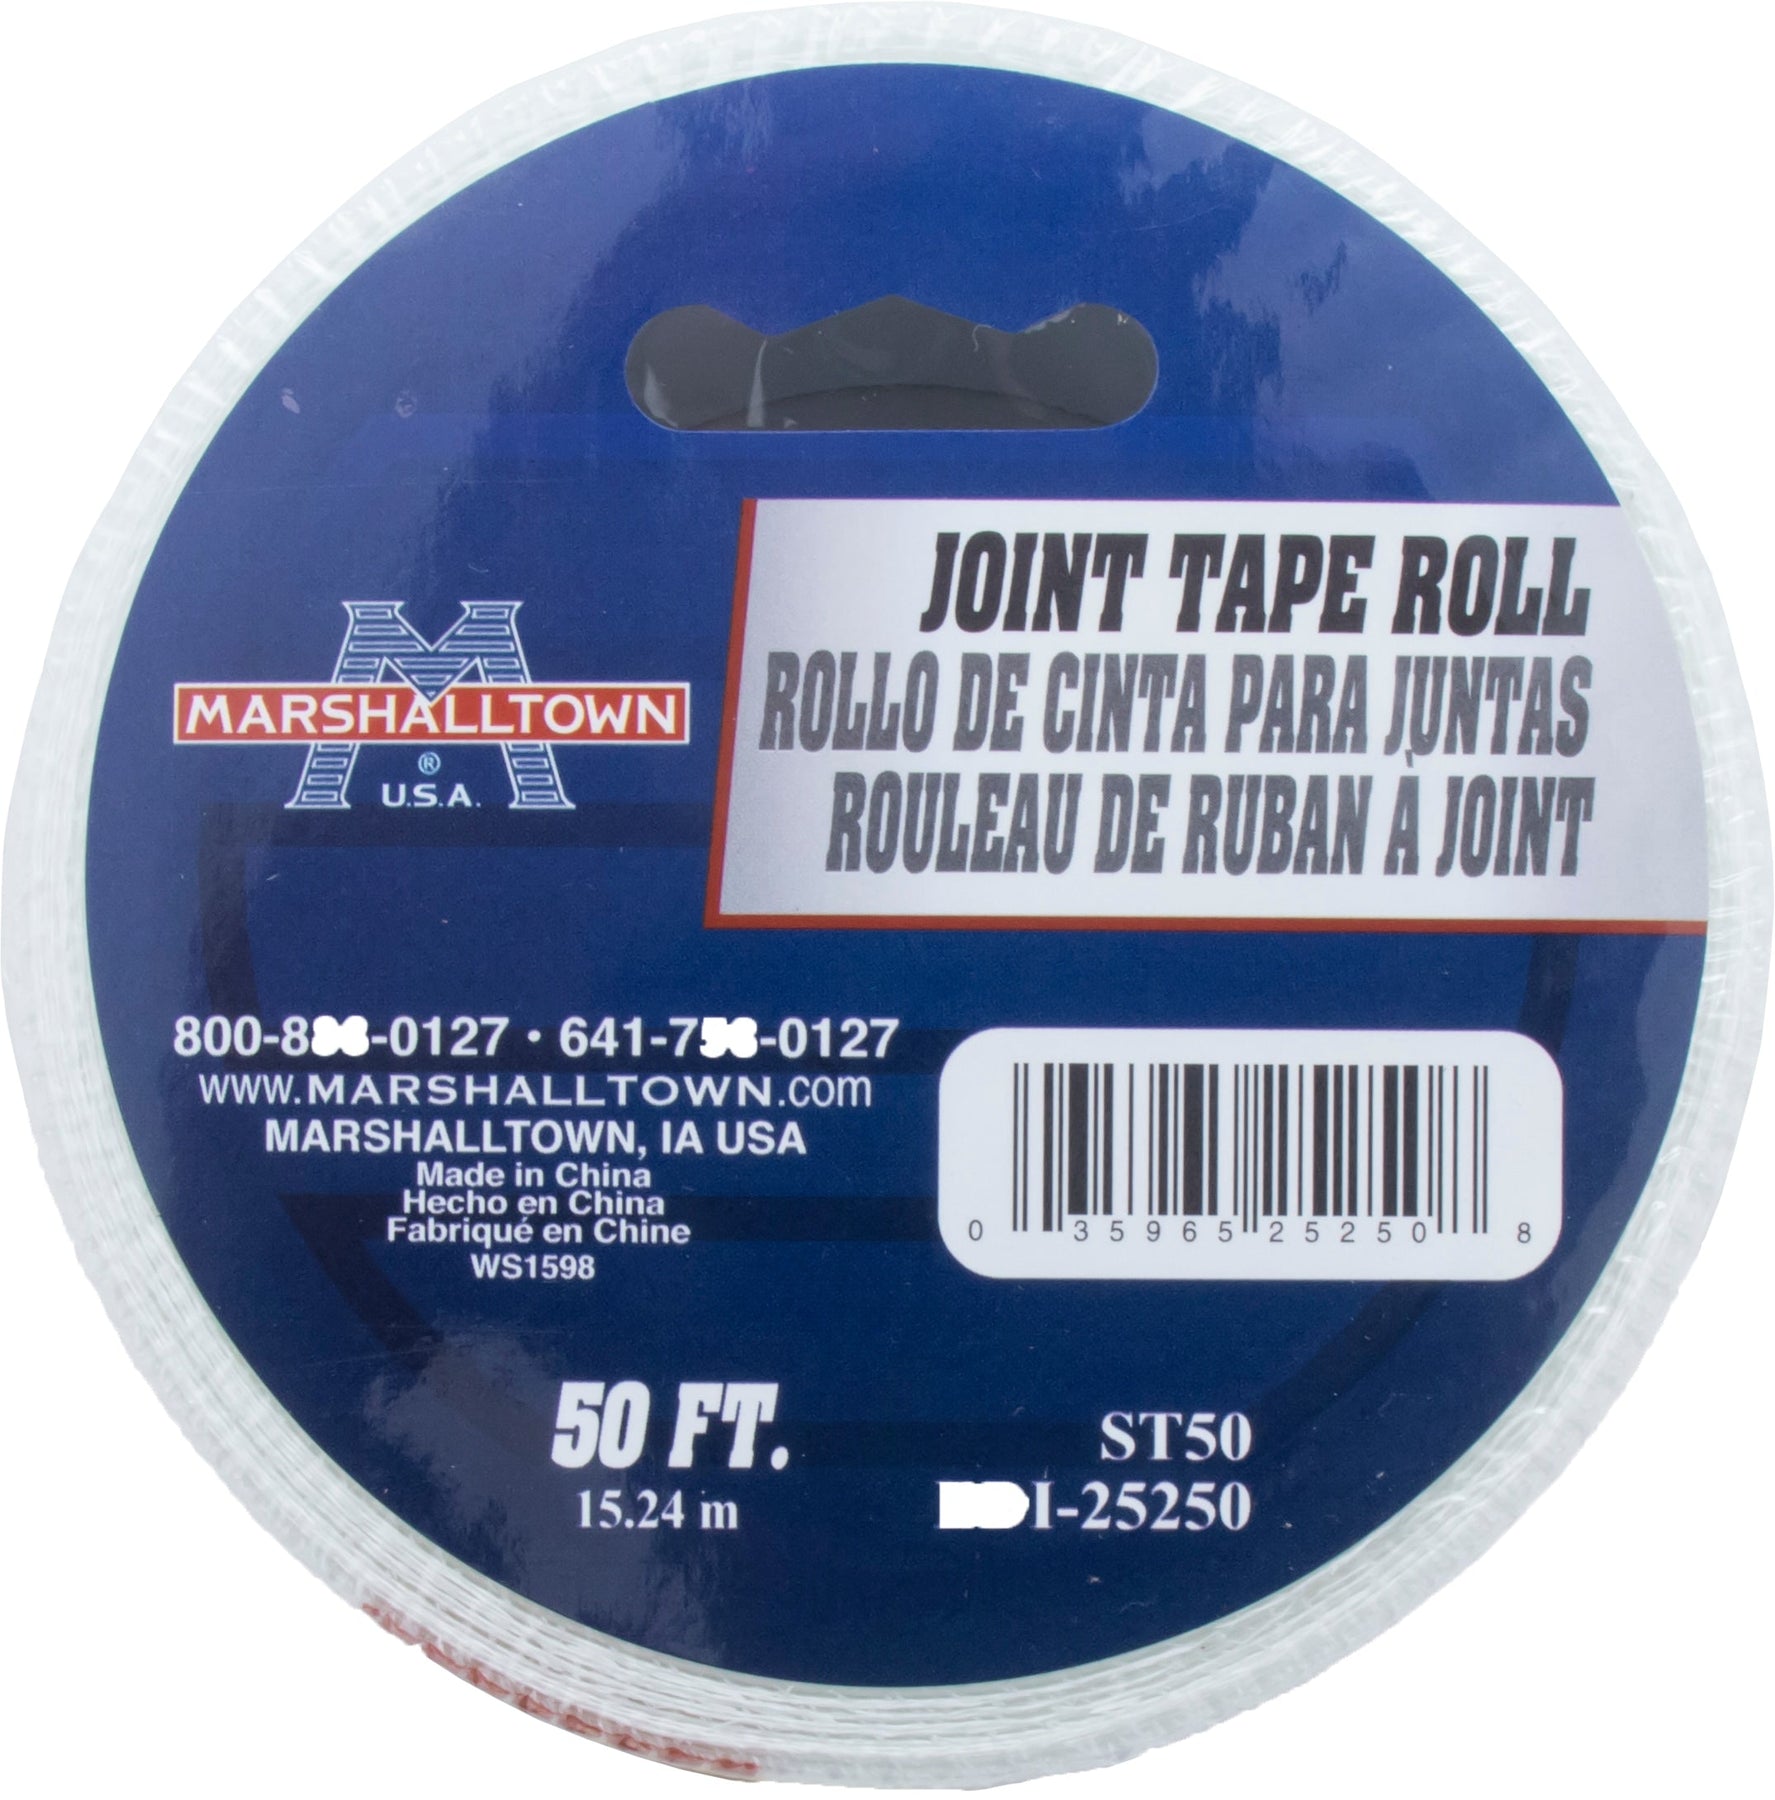 JOINT TAPE ROLL
ROLLO DE CINTA PARA JUNTAS
ROULEAU DE RUBAN À JOINT
M
MARSHALLTOWN
®
U.S.A.
www.MARSHALLTOWN.com
MARSHALLTOWN, IA USA
Made in China
Hecho en China
Fabriqué en Chine
WS1598
0 35965 25250 8
50 FT.
15.24 m
ST50